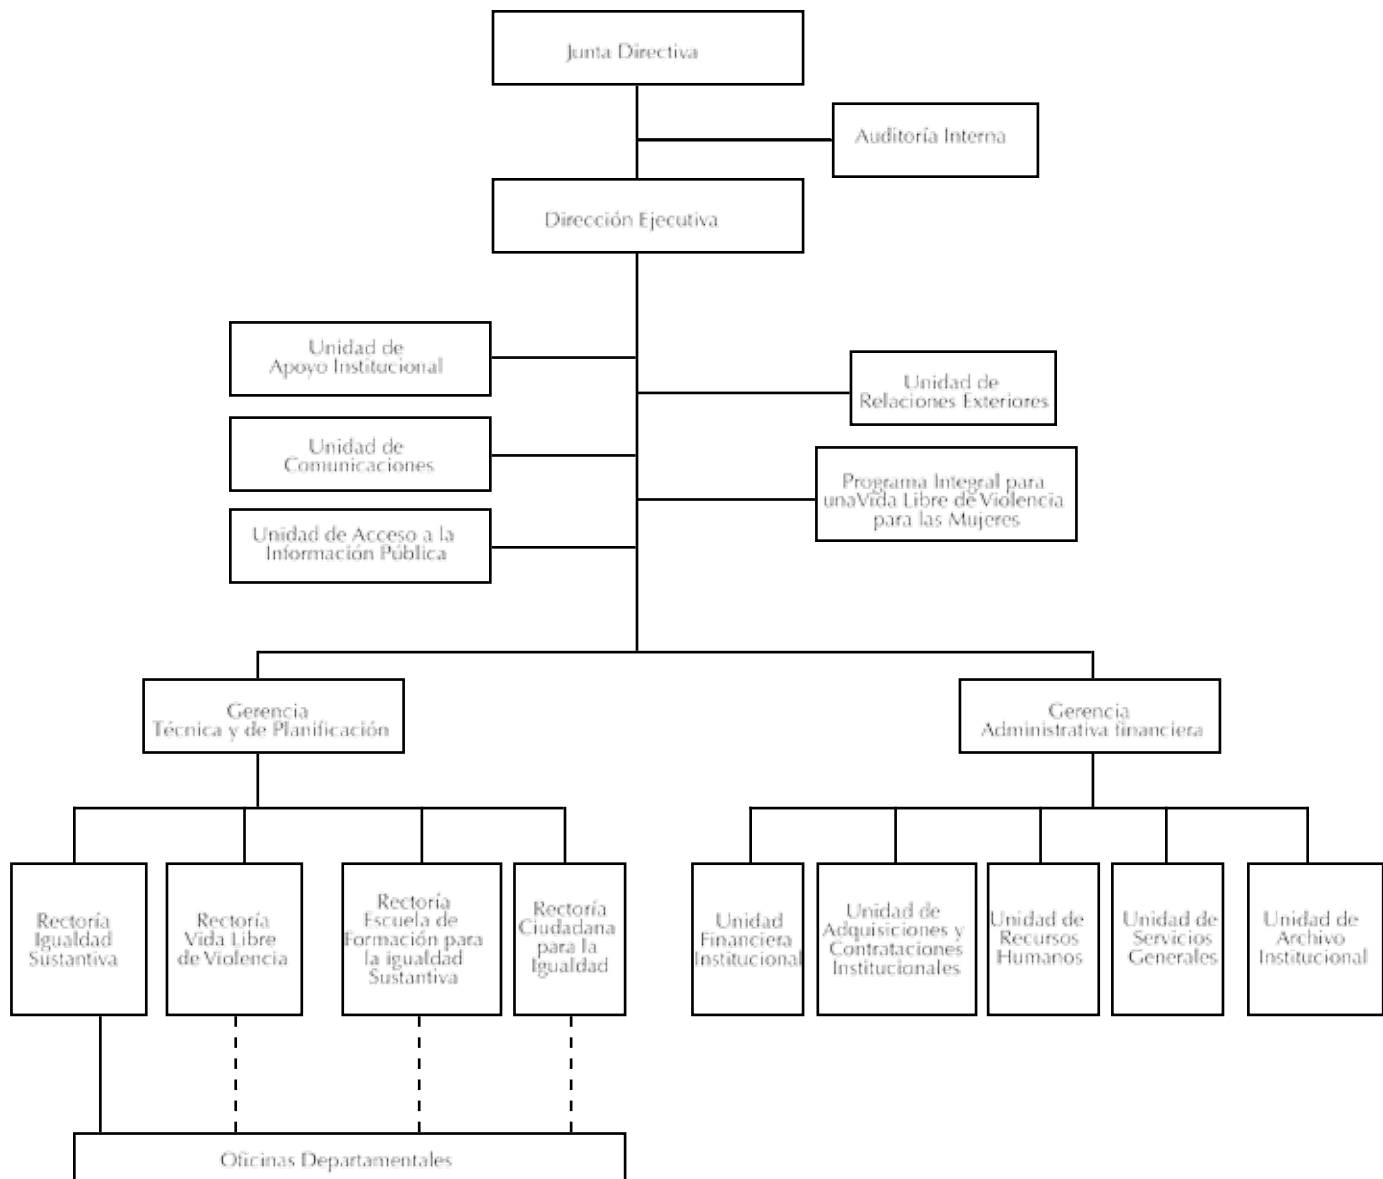 Junta Directiva
Auditoría Interna
Dirección Ejecutiva
Unidad de
Apoyo Institucional
Unidad de
Relaciones Exteriores
Unidad de
Comunicaciones
Programa Integral para
unaVida Libre de Violencia
para las Mujeres
Unidad de Acceso a la
Información Pública
Gerencia
Técnica y de Planificación
Gerencia
Administrativa financiera
Rectoría
Igualdad
Sustantiva
Rectoría
Vida Libre
de Violencia
Rectoría
Escuela de
Formación para
la igualdad
Sustantiva
Rectoría
Ciudadana
para la
Igualdad
Unidad
Financiera
Institucional
Unidad de
Adquisiciones y
Contrataciones
Institucionales
Unidad de
Recursos
Humanos
Unidad de
Servicios
Generales
Unidad de
Archivo
Institucional
Oficinas Departamentales